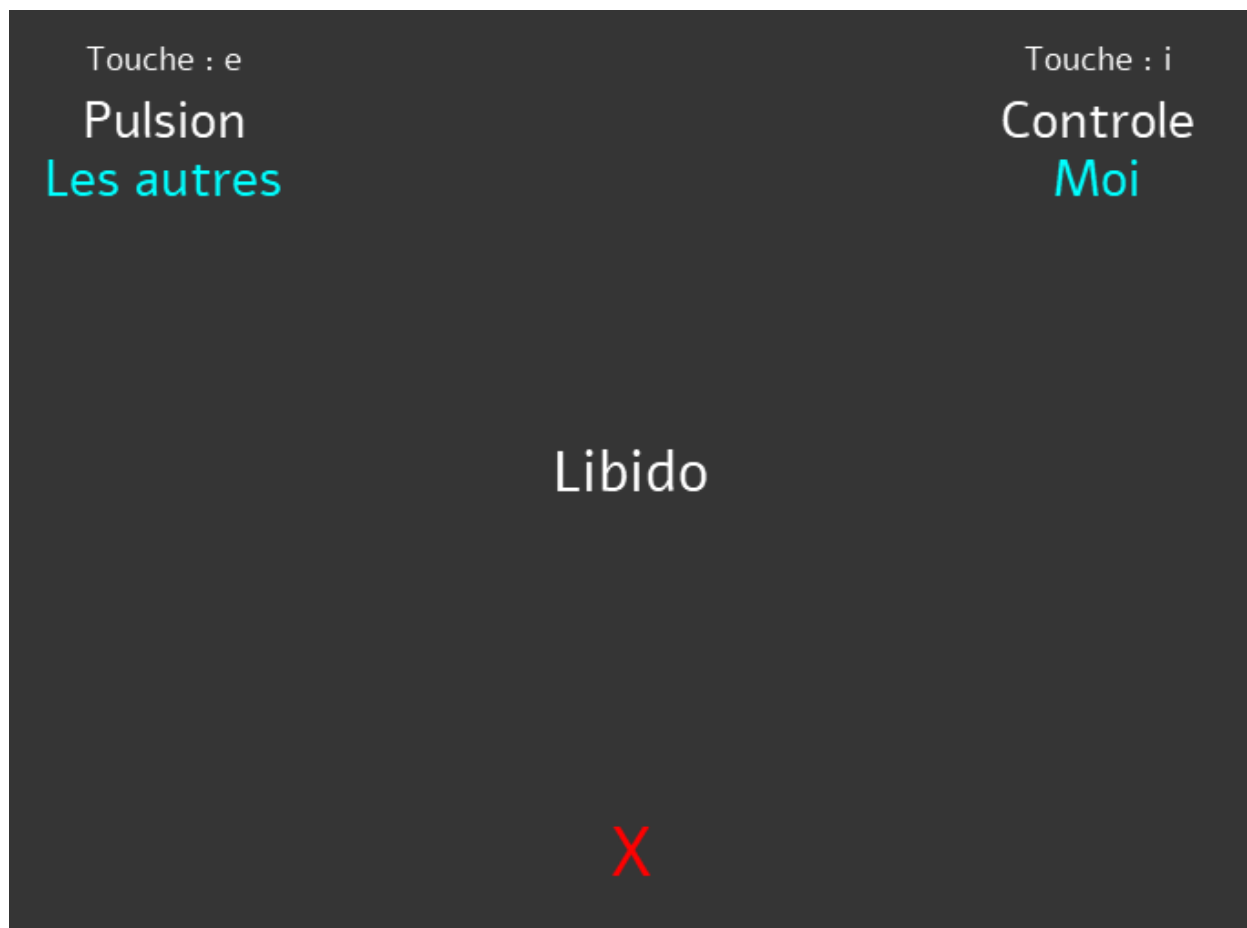 Touche : e
Pulsion
Les autres
Touche : i
Controle
Moi
Libido
X